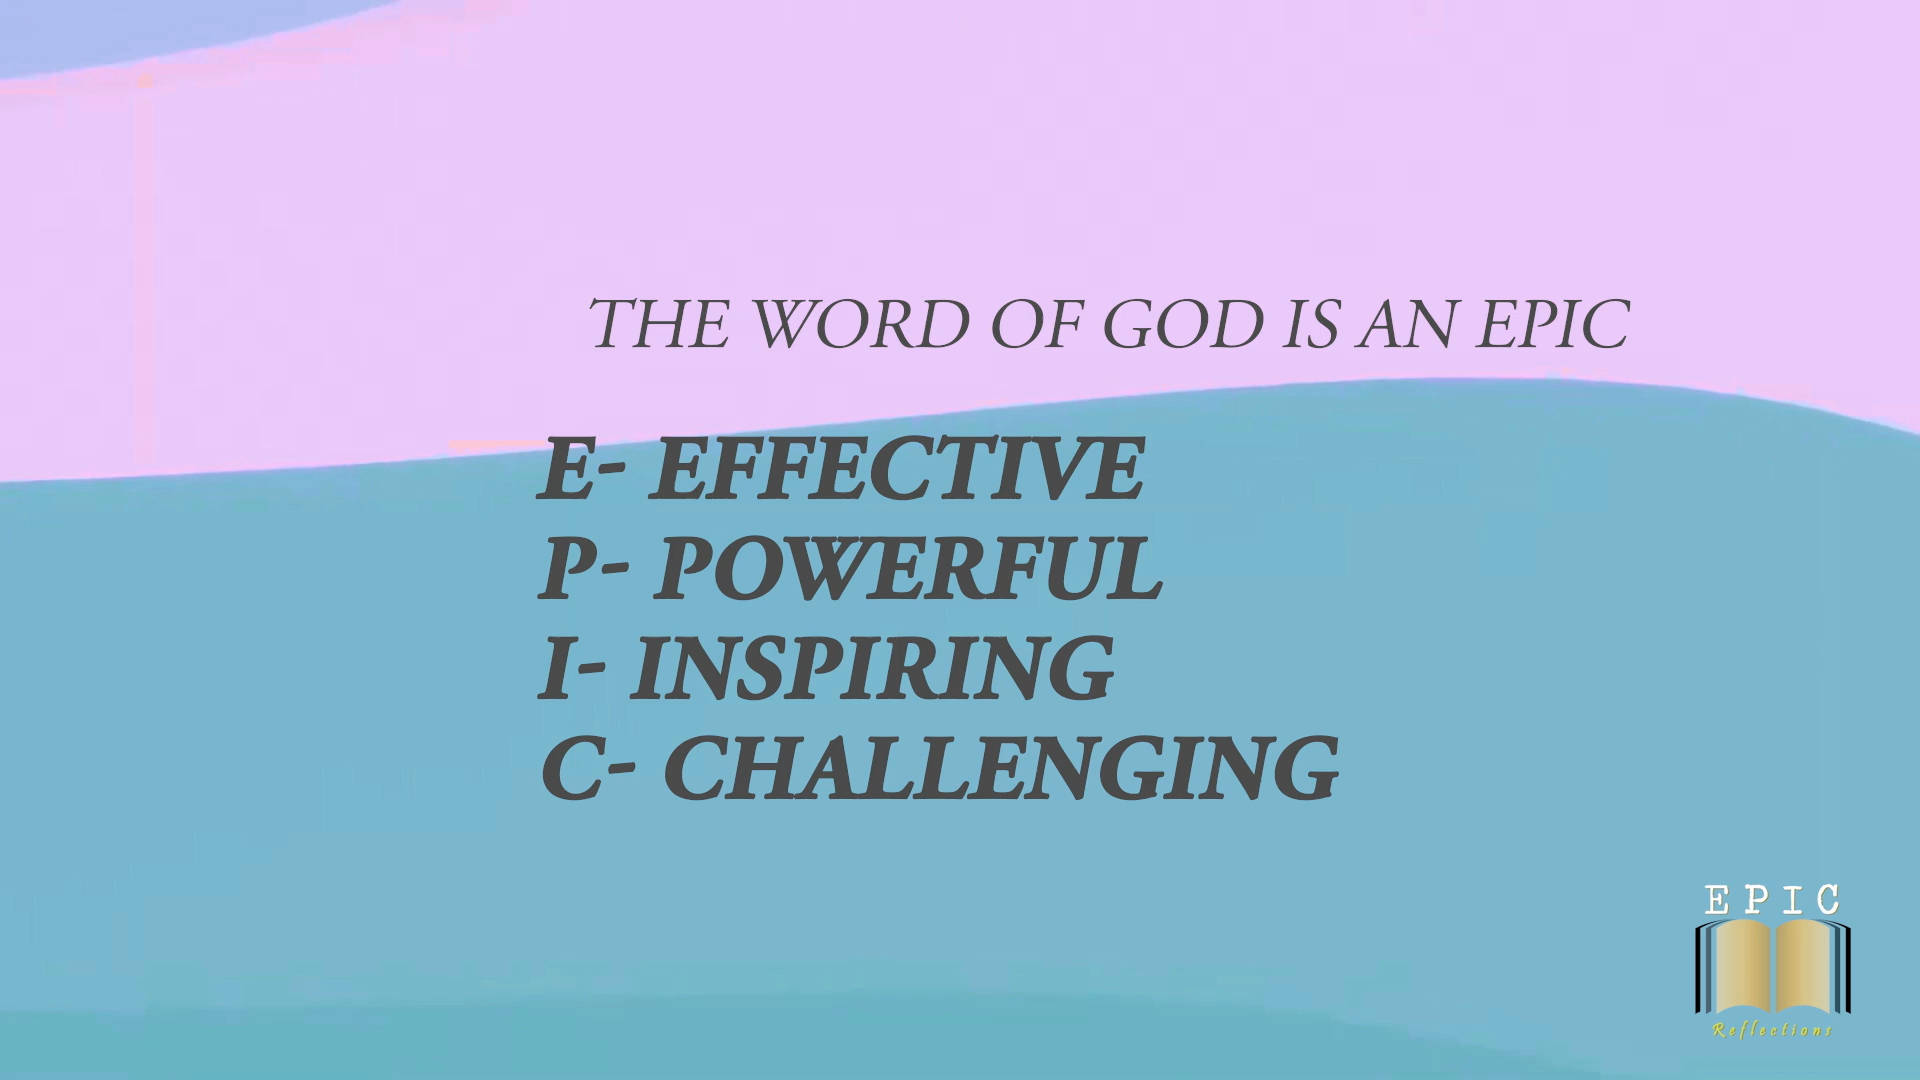 THE WORD OF GOD IS AN EPIC
E- EFFECTIVE
P- POWERFUL
I- INSPIRING
C- CHALLENGING
EPIC
Reflections